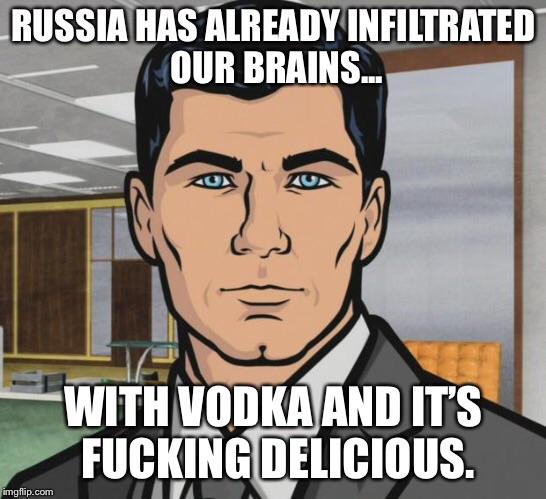 RUSSIA HAS ALREADY INFILTRATED
OUR BRAINS...
WITH VODKA AND IT'S
FUCKING DELICIOUS.
imgflip.com